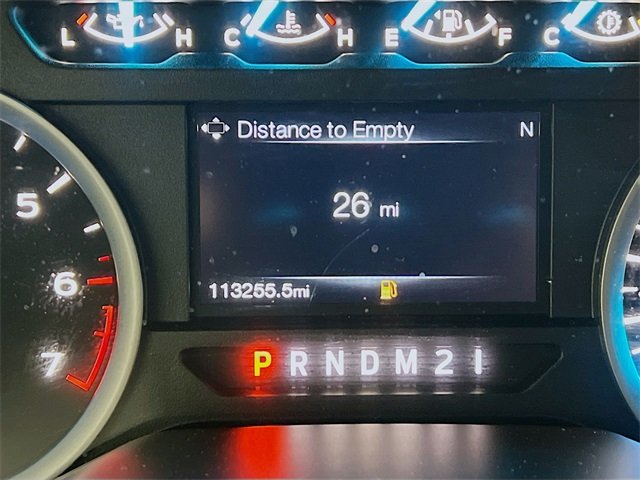 L H C H E F C
Distance to Empty N
5
26 mi
6
113255.5mi
7
P R N D M 2 1